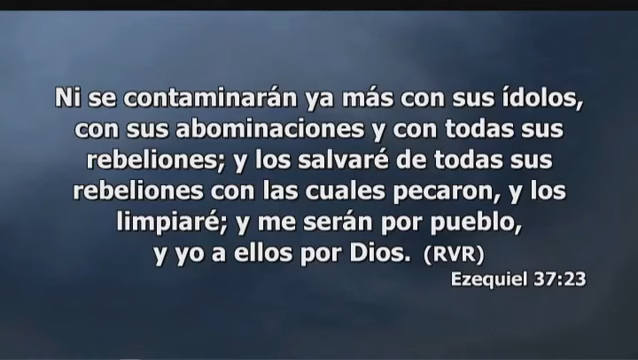 Ni se contaminarán ya más con sus ídolos,
con sus abominaciones y con todas sus
rebeliones; y los salvaré de todas sus
rebeliones con las cuales pecaron, y los
limpiaré; y me serán por pueblo,
y yo a ellos por Dios. (RVR)
Ezequiel 37:23